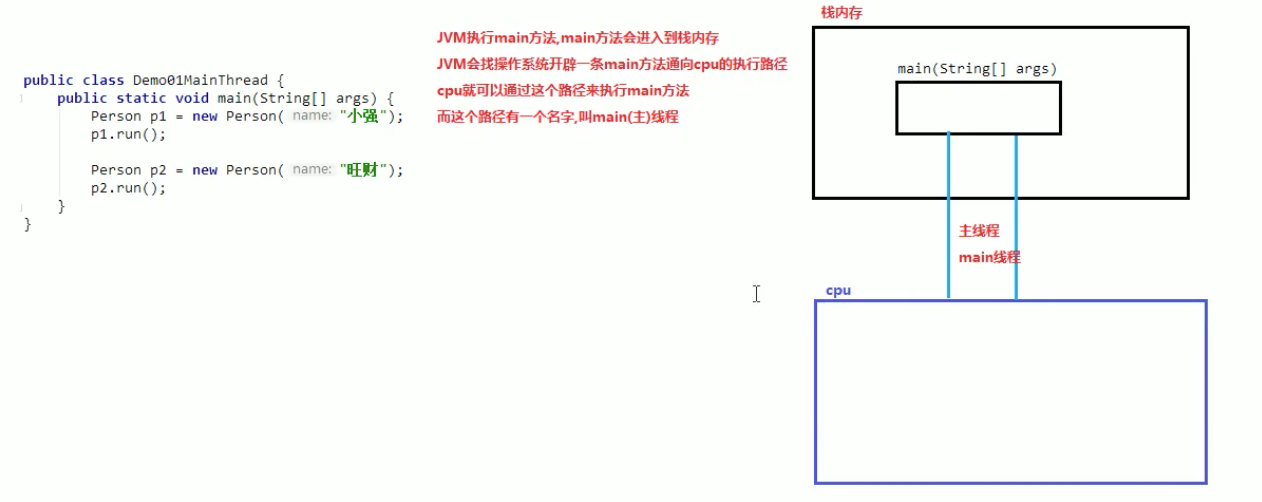 public class Demo01MainThread {
public static void main(String[] args) {
Person p1 = new Person( name: "小强");
p1.run();
Person p2 = new Person( name: "旺财");
p2.run();
}
}
JVM执行main方法,main方法会进入到栈内存
JVM会找操作系统开辟一条main方法通向cpu的执行路径
cpu就可以通过这个路径来执行main方法
而这个路径有一个名字,叫main(主)线程
栈内存
main(String[] args)
主线程
main线程
cpu